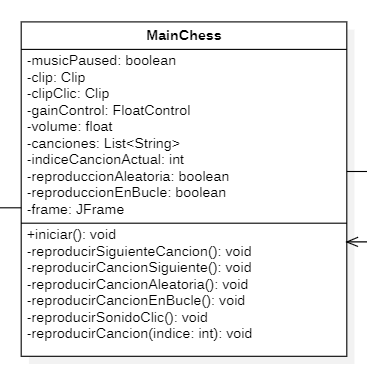 MainChess
-musicPaused: boolean
-clip: Clip
-clipClic: Clip
-gainControl: FloatControl
-volume: float
-canciones: List<String>
-indiceCancionActual: int
-reproduccionAleatoria: boolean
-reproduccionEnBucle: boolean
-frame: JFrame
+iniciar(): void
-reproducirSiguienteCancion(): void
-reproducirCancionSiguiente(): void
-reproducirCancionAleatoria(): void
-reproducirCancionEnBucle(): void
-reproducirSonidoClic(): void
-reproducirCancion(indice: int): void